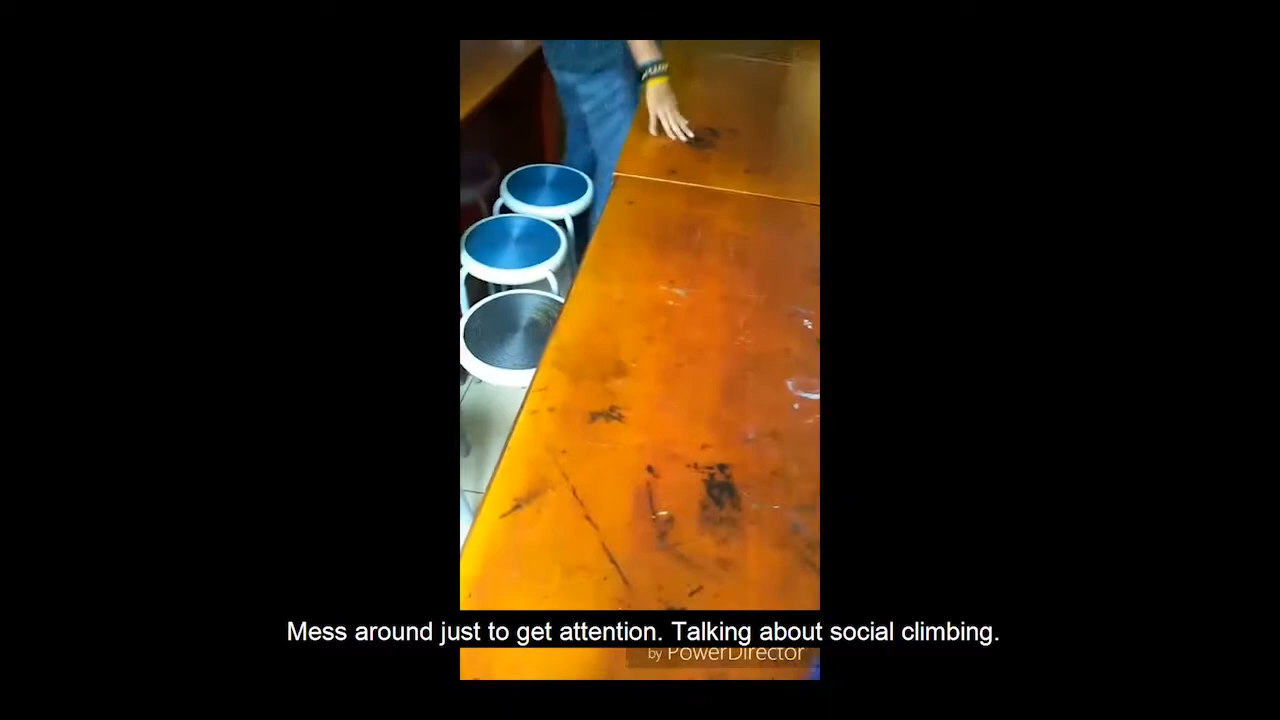 Mess around just to get attention. Talking about social climbing.
by PowerDirector